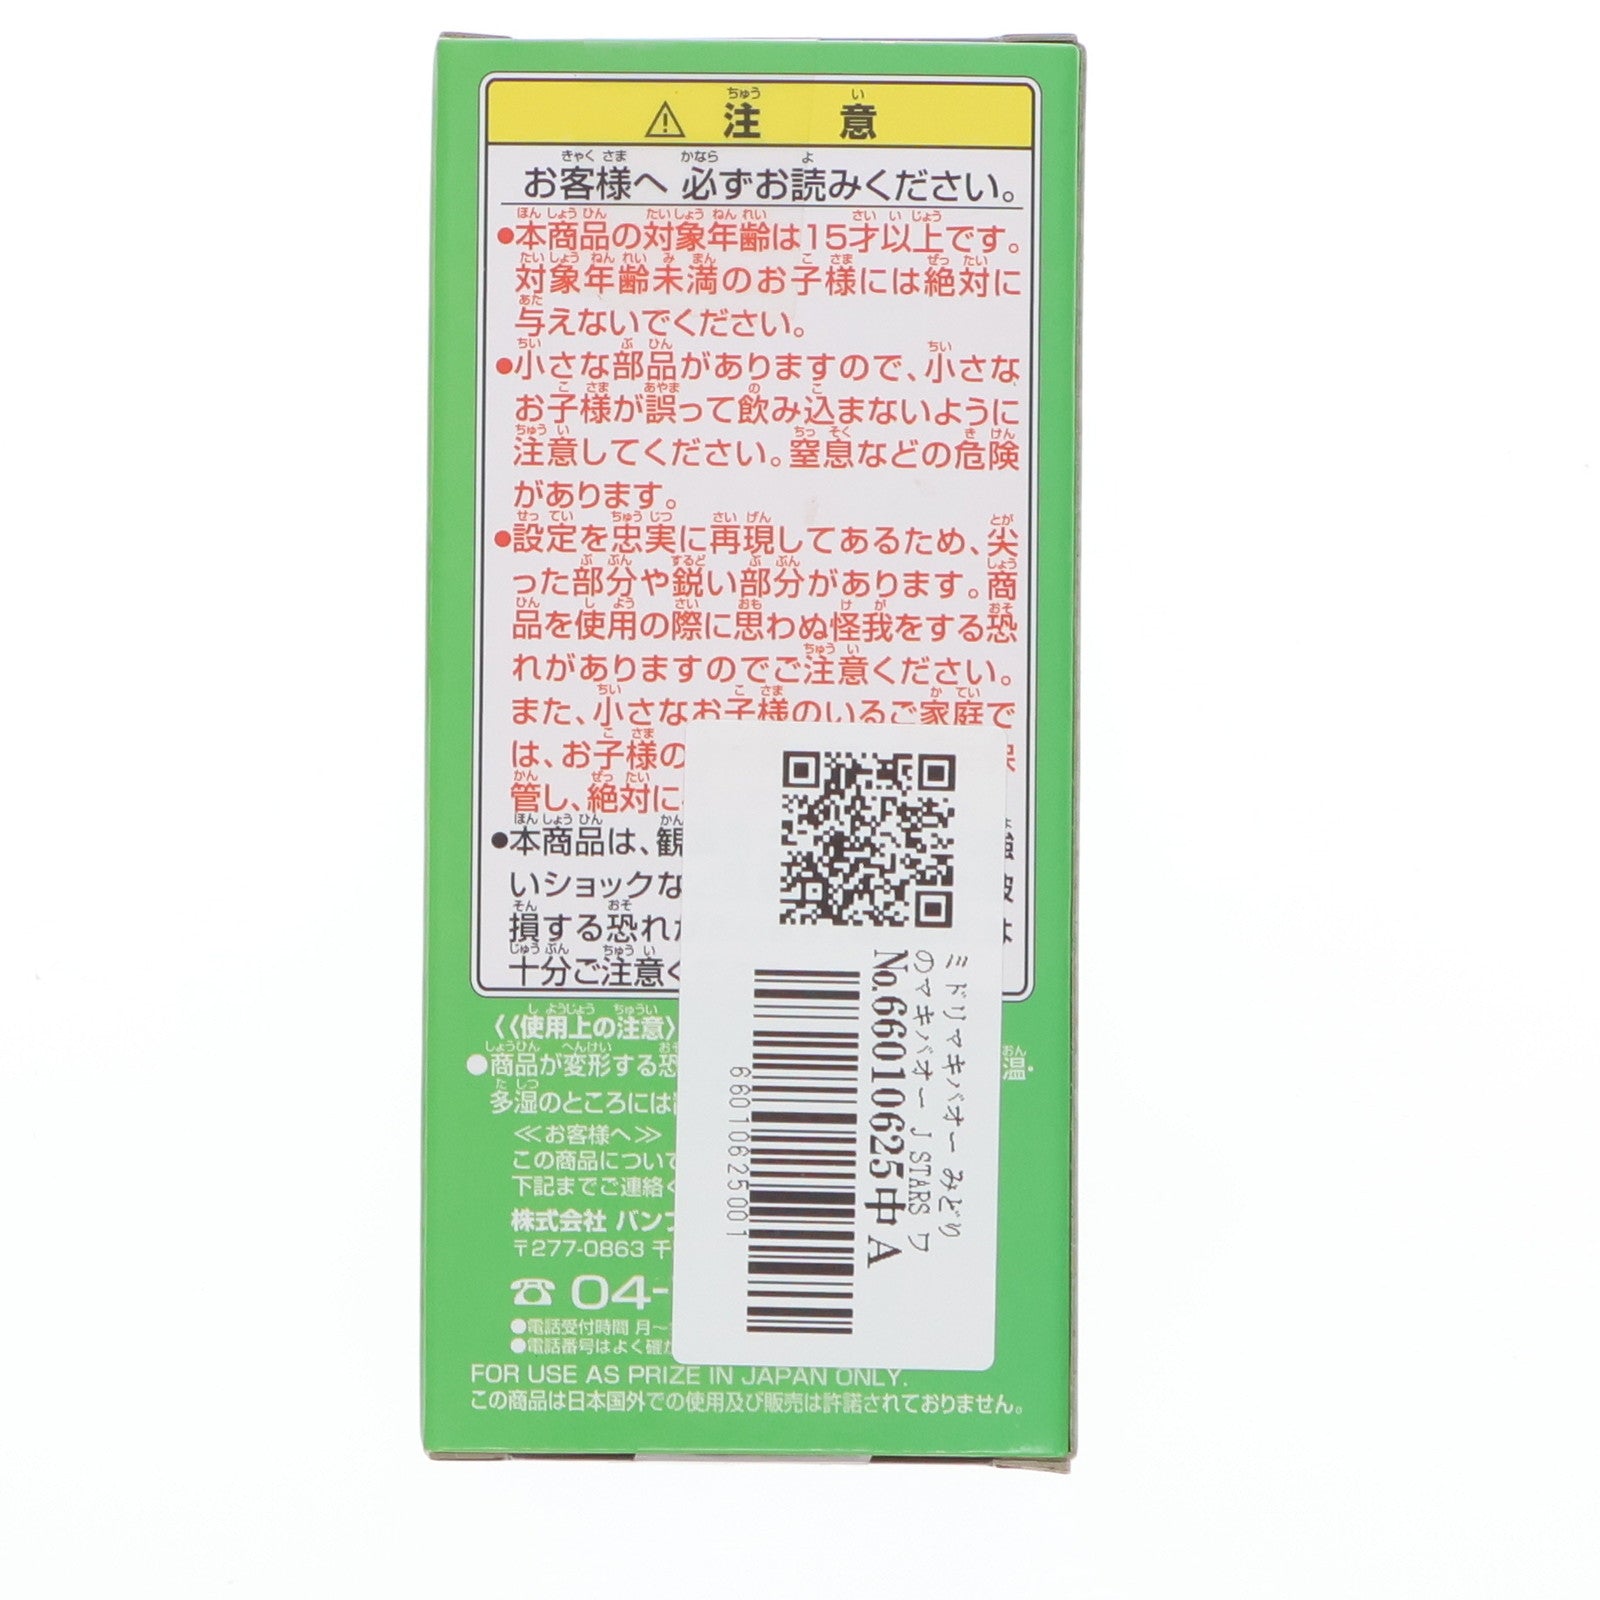 注意
お客様へ 必ずお読みください。
●本商品の対象年齢は15才以上です。
対象年齢未満のお子様には絶対に
与えないでください。
●小さな部品がありますので、小さな
お子様が誤って飲み込まないように
注意してください。窒息などの危険
があります。
●設定を忠実に再現してあるため、尖
った部分や鋭い部分があります。商
品を使用の際に思わぬ怪我をする恐
れがありますのでご注意ください。
また、小さなお子様のいるご家庭で
は、お子様の
管し、絶対に
●本商品は、観
いショックな
損する恐れ
十分ご注意く
《使用上の注意》
●商品が変形する恐 温・
多湿のところには
≪お客様へ≫
この商品について
下記までご連絡く
株式会社 バンプ
〒277-0863 千
☎ 04-
●電話受付時間 月〜
●電話番号はよく確か
FOR USE AS PRIZE IN JAPAN ONLY.
この商品は日本国外での使用及び販売は許諾されておりません。
ミドリマキバオー みどり
のマキバオー J STARS ワ
No.66010625中 A
66010625001